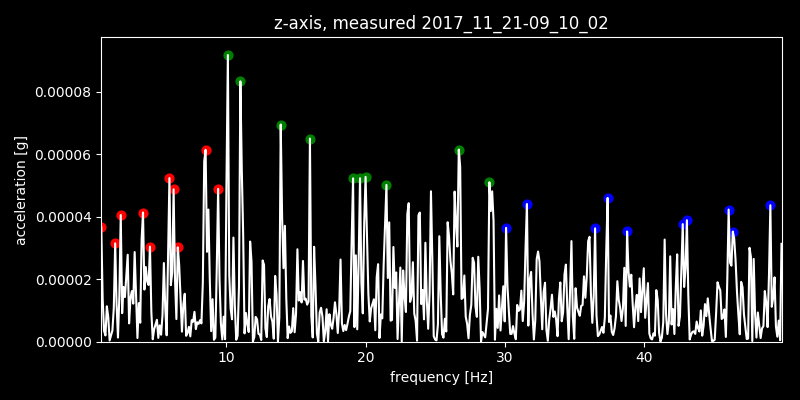 z-axis, measured 2017_11_21-09_10_02
0.00008
0.00006
0.00004
0.00002
0.00000
acceleration [g]
10 20 30 40
frequency [Hz]